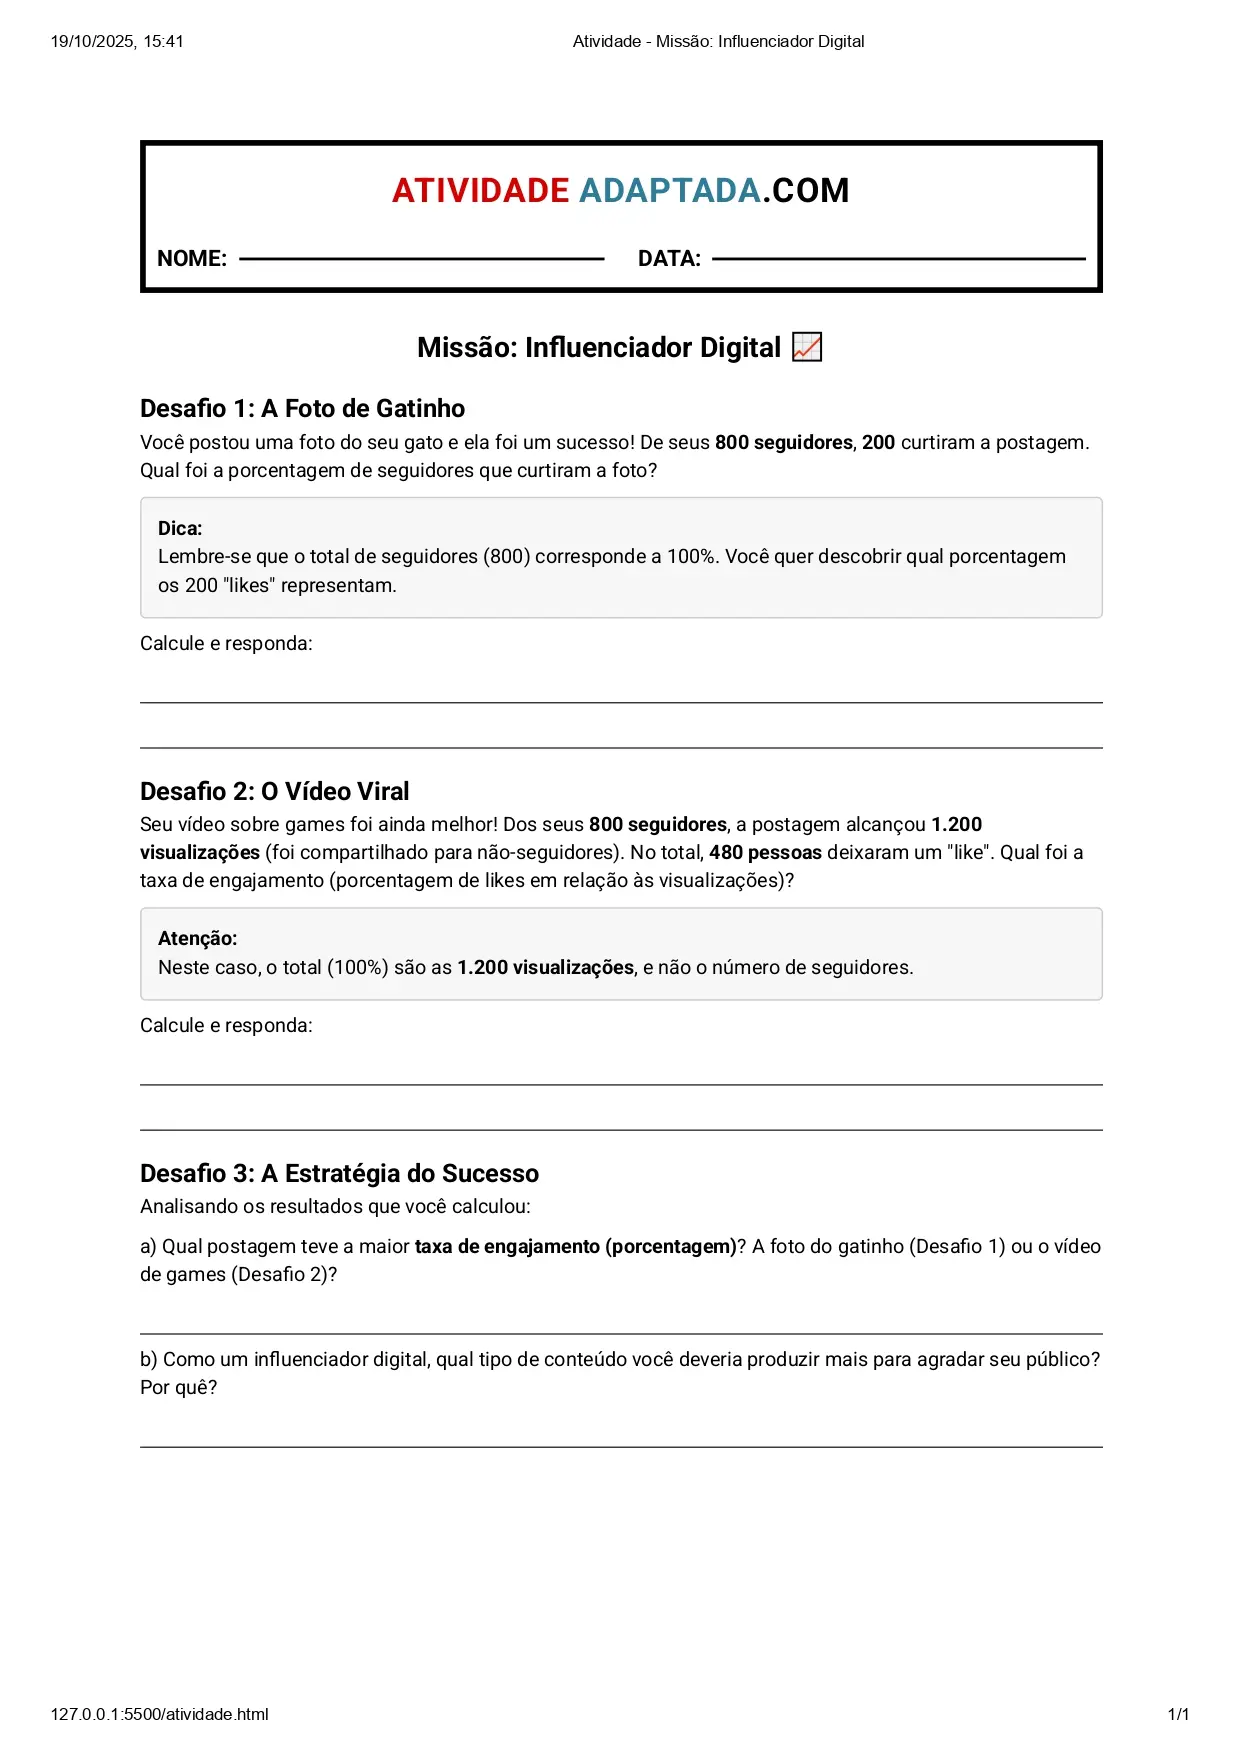 19/10/2025, 15:41 Atividade - Missão: Influenciador Digital
ATIVIDADE ADAPTADA.COM
NOME: DATA:
Missão: Influenciador Digital
Desafio 1: A Foto de Gatinho
Você postou uma foto do seu gato e ela foi um sucesso! De seus 800 seguidores, 200 curtiram a postagem.
Qual foi a porcentagem de seguidores que curtiram a foto?
Dica:
Lembre-se que o total de seguidores (800) corresponde a 100%. Você quer descobrir qual porcentagem
os 200 "likes" representam.
Calcule e responda:
Desafio 2: O Vídeo Viral
Seu vídeo sobre games foi ainda melhor! Dos seus 800 seguidores, a postagem alcançou 1.200
visualizações (foi compartilhado para não-seguidores). No total, 480 pessoas deixaram um "like". Qual foi a
taxa de engajamento (porcentagem de likes em relação às visualizações)?
Atenção:
Neste caso, o total (100%) são as 1.200 visualizações, e não o número de seguidores.
Calcule e responda:
Desafio 3: A Estratégia do Sucesso
Analisando os resultados que você calculou:
a) Qual postagem teve a maior taxa de engajamento (porcentagem)? A foto do gatinho (Desafio 1) ou o vídeo
de games (Desafio 2)?
b) Como um influenciador digital, qual tipo de conteúdo você deveria produzir mais para agradar seu público?
Por quê?
127.0.0.1:5500/atividade.html 1/1